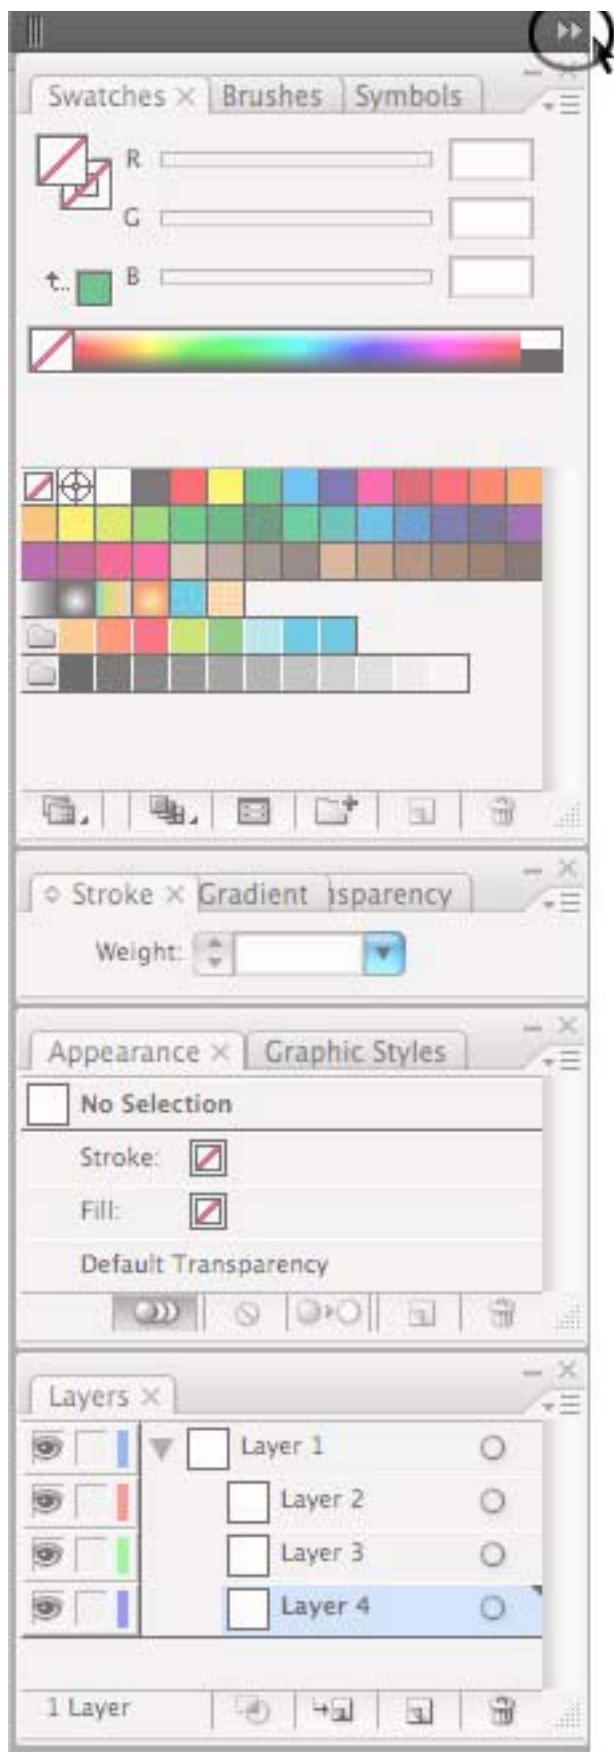 Swatches Brushes Symbols
R
G
B
Stroke Gradient nsparency
Weight:
Appearance Graphic Styles
No Selection
Stroke:
Fill:
Default Transparency
Layers
Layer 1
Layer 2
Layer 3
Layer 4
1 Layer